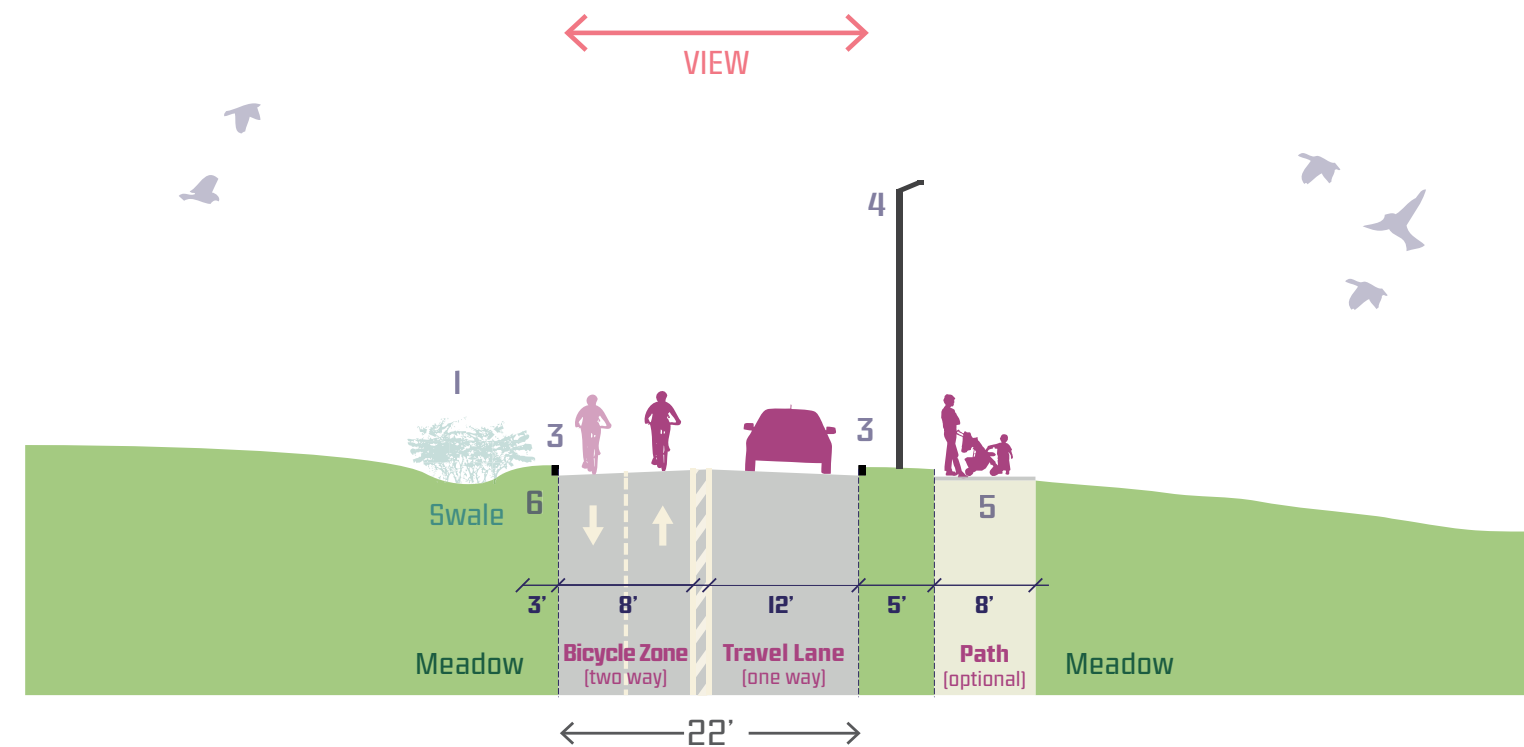 VIEW
4
1
3
3
6
5
Swale
3’
8’
12’
5’
8’
Meadow
Bicycle Zone
(two way)
Travel Lane
(one way)
Path
(optional)
Meadow
22’